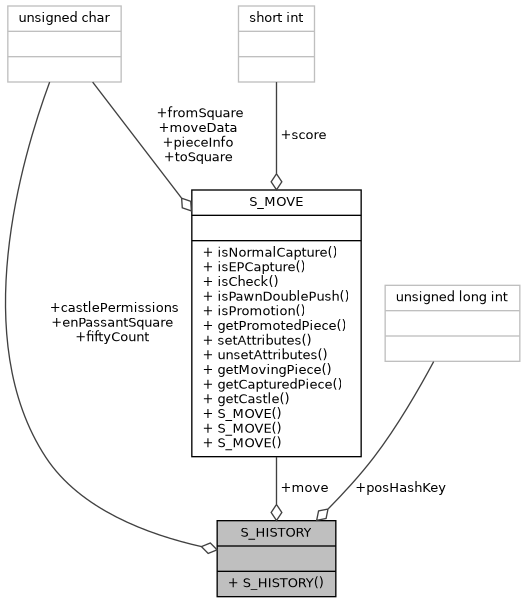 unsigned char
short int
+fromSquare
+moveData
+pieceInfo
+toSquare
+score
S_MOVE
+ isNormalCapture()
+ isEPCapture()
+ isCheck()
+ isPawnDoublePush()
+ isPromotion()
+ getPromotedPiece()
+ setAttributes()
+ unsetAttributes()
+ getMovingPiece()
+ getCapturedPiece()
+ getCastle()
+ S_MOVE()
+ S_MOVE()
+ S_MOVE()
unsigned long int
+castlePermissions
+enPassantSquare
+fiftyCount
+move
+posHashKey
S_HISTORY
+ S_HISTORY()